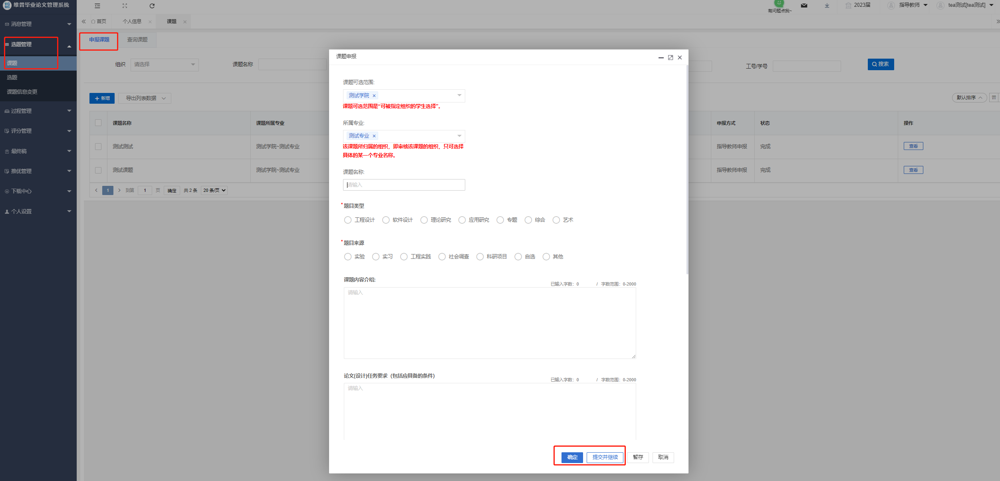 维普毕业论文管理系统
有问题点我~
2023届
指导教师
tea测试[tea测试]
消息管理
选题管理
课题
选题
课题信息变更
过程管理
评分管理
最终稿
推优管理
下载中心
个人设置
首页
个人信息
课题
申报课题
查询课题
组织
请选择
课题名称
工号/学号
搜索
新增
导出列表数据
默认排序
课题名称
课题所属专业
申报方式
状态
操作
测试测试
测试学院~测试专业
指导教师申报
完成
查看
测试课题
测试学院~测试专业
指导教师申报
完成
查看
1
到第
1
页
确定
共 2 条
20 条/页
课题申报
课题可选范围:
测试学院
课题可选范围是“可被指定组织的学生选择”。
所属专业:
测试专业
该课题所归属的组织，即审核该课题的组织，只可选择
具体的某一个专业名称。
课题名称:
请输入
*题目类型
工程设计 软件设计 理论研究 应用研究 专题 综合 艺术
*题目来源
实验 实习 工程实践 社会调查 科研项目 自选 其他
课题内容介绍:
已输入字数：0 / 字数范围：0-2000
请输入
论文(设计)任务要求（包括应具备的条件）
已输入字数：0 / 字数范围：0-2000
请输入
确定
提交并继续
暂存
取消